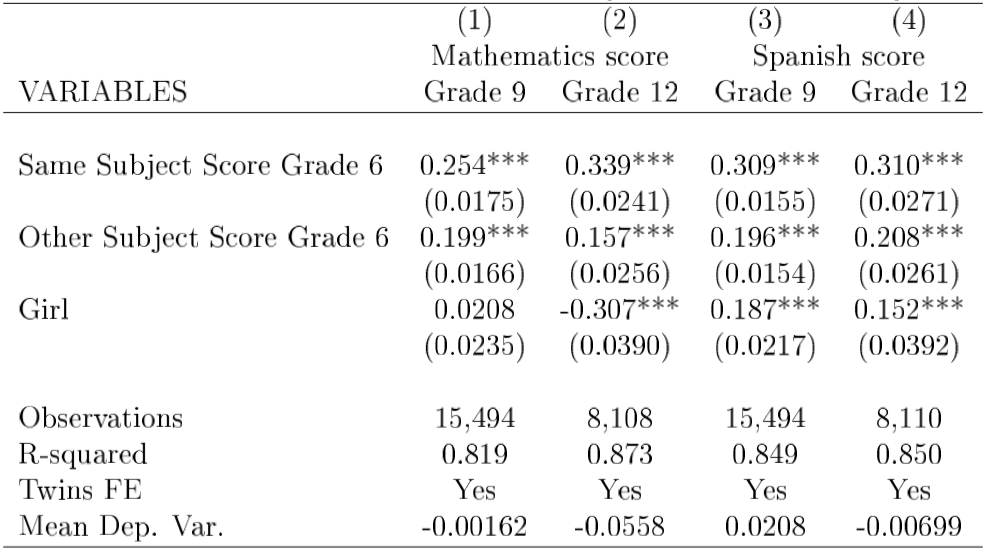 (1) (2) (3) (4)
Mathematics score Spanish score
VARIABLES Grade 9 Grade 12 Grade 9 Grade 12
Same Subject Score Grade 6 0.254*** 0.339*** 0.309*** 0.310***
(0.0175) (0.0241) (0.0155) (0.0271)
Other Subject Score Grade 6 0.199*** 0.157*** 0.196*** 0.208***
(0.0166) (0.0256) (0.0154) (0.0261)
Girl 0.0208 -0.307*** 0.187*** 0.152***
(0.0235) (0.0390) (0.0217) (0.0392)
Observations 15,494 8,108 15,494 8,110
R-squared 0.819 0.873 0.849 0.850
Twins FE Yes Yes Yes Yes
Mean Dep. Var. -0.00162 -0.0558 0.0208 -0.00699